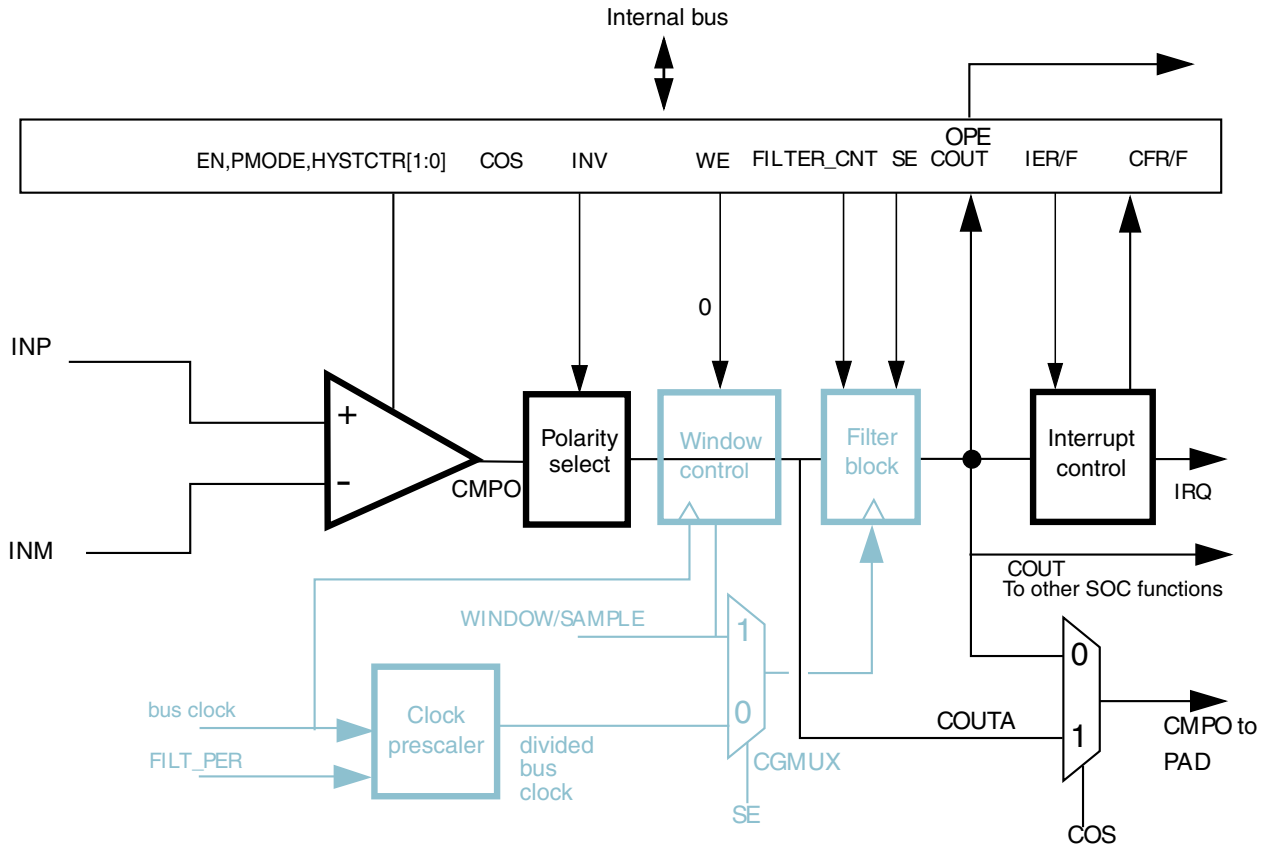 Internal bus
OPE
EN,PMODE,HYSTCTR[1:0] COS INV WE FILTER_CNT SE COUT IER/F CFR/F
0
INP
+
-
INM
CMPO
Polarity
select
Window
control
Filter
block
Interrupt
control
IRQ
COUT
To other SOC functions
WINDOW/SAMPLE
1
0
CGMUX
SE
bus clock
FILT_PER
Clock
prescaler
divided
bus
clock
COUTA
0
1
CMPO to
PAD
COS